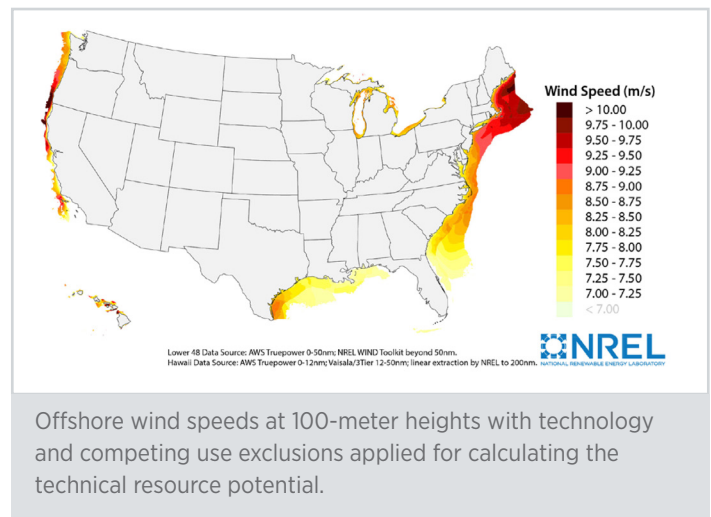 Wind Speed (m/s)
> 10.00
9.75 - 10.00
9.50 - 9.75
9.25 - 9.50
9.00 - 9.25
8.75 - 9.00
8.50 - 8.75
8.25 - 8.50
8.00 - 8.25
7.75 - 8.00
7.50 - 7.75
7.25 - 7.50
7.00 - 7.25
< 7.00
Lower 48 Data Source: AWS Truepower 0-50nm; NREL WIND Toolkit beyond 50nm.
Hawaii Data Source: AWS Truepower 0-12nm; Vaisala/3Tier 12-50nm; linear extraction by NREL to 200nm.
NREL
NATIONAL RENEWABLE ENERGY LABORATORY
Offshore wind speeds at 100-meter heights with technology
and competing use exclusions applied for calculating the
technical resource potential.